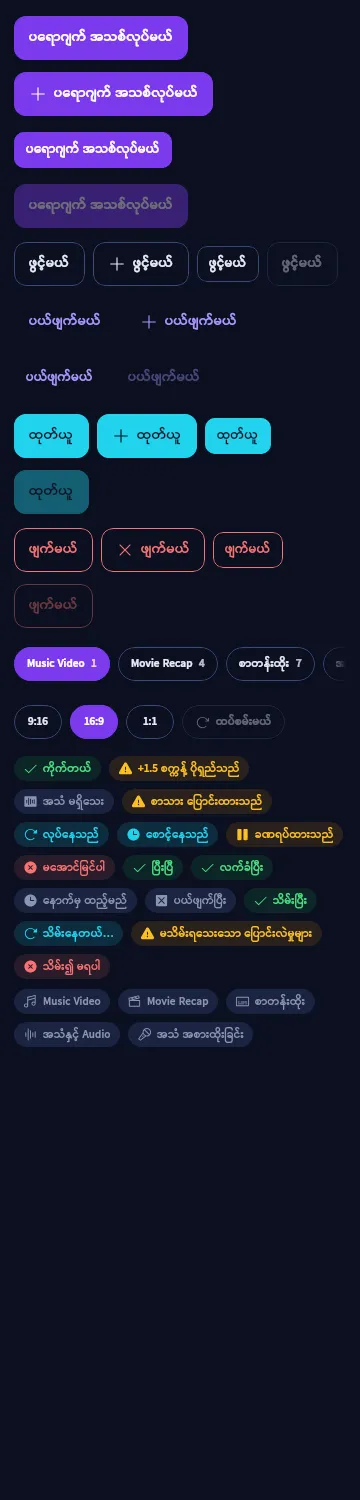 ပရောဂျက် အသစ်လုပ်မယ်
ပရောဂျက် အသစ်လုပ်မယ်
ပရောဂျက် အသစ်လုပ်မယ်
ပရောဂျက် အသစ်လုပ်မယ်
ဖွင့်မယ် ဖွင့်မယ် ဖွင့်မယ် ဖွင့်မယ်
ပယ်ဖျက်မယ် ပယ်ဖျက်မယ်
ပယ်ဖျက်မယ် ပယ်ဖျက်မယ်
ထုတ်ယူ ထုတ်ယူ ထုတ်ယူ
ထုတ်ယူ
ဖျက်မယ် ဖျက်မယ် ဖျက်မယ်
ဖျက်မယ်
Music Video 1 Movie Recap 4 စာတန်းထိုး 7
9:16 16:9 1:1 ထပ်စမ်းမယ်
ကိုက်တယ် +1.5 စက္ကန့် ပိုရှည်သည်
အသံ မရှိသေး စာသား ပြောင်းထားသည်
လုပ်နေသည် စောင့်နေသည် ခဏရပ်ထားသည်
မအောင်မြင်ပါ ပြီးပြီ လက်ခံပြီး
နောက်မှ ထည့်မည် ပယ်ဖျက်ပြီး သိမ်းပြီး
သိမ်းနေတယ်… မသိမ်းရသေးသော ပြောင်းလဲမှုများ
သိမ်း၍ မရပါ
Music Video Movie Recap စာတန်းထိုး
အသံနှင့် Audio အသံ အစားထိုးခြင်း